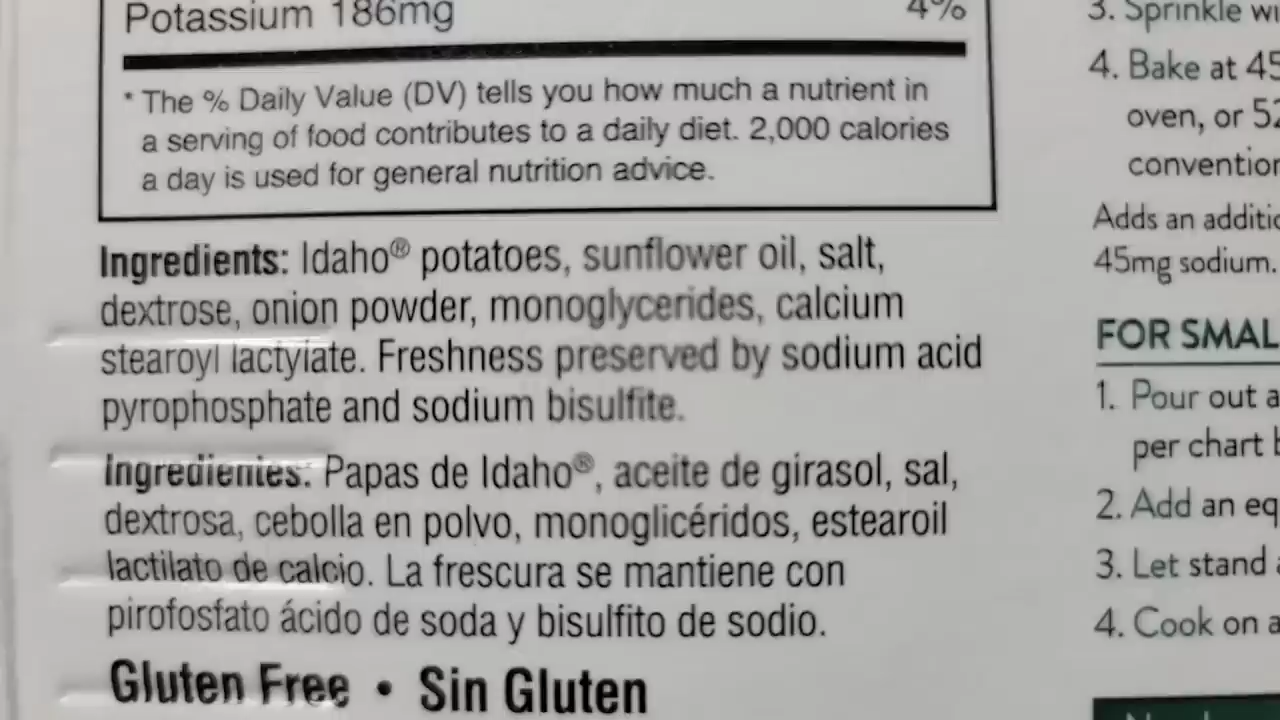 Potassium 186mg 4%
* The % Daily Value (DV) tells you how much a nutrient in
a serving of food contributes to a daily diet. 2,000 calories
a day is used for general nutrition advice.
Ingredients: Idaho® potatoes, sunflower oil, salt,
dextrose, onion powder, monoglycerides, calcium
stearoyl lactylate. Freshness preserved by sodium acid
pyrophosphate and sodium bisulfite.
Ingredientes: Papas de Idaho®, aceite de girasol, sal,
dextrosa, cebolla en polvo, monoglicéridos, estearoil
lactilato de calcio. La frescura se mantiene con
pirofosfato ácido de soda y bisulfito de sodio.
Gluten Free • Sin Gluten
3. Sprinkle
4. Bake at
oven, or
Adds an
45mg sodium.
FOR
1. Pour out
per chart
2. Add an
3. Let stand
4. Cook on